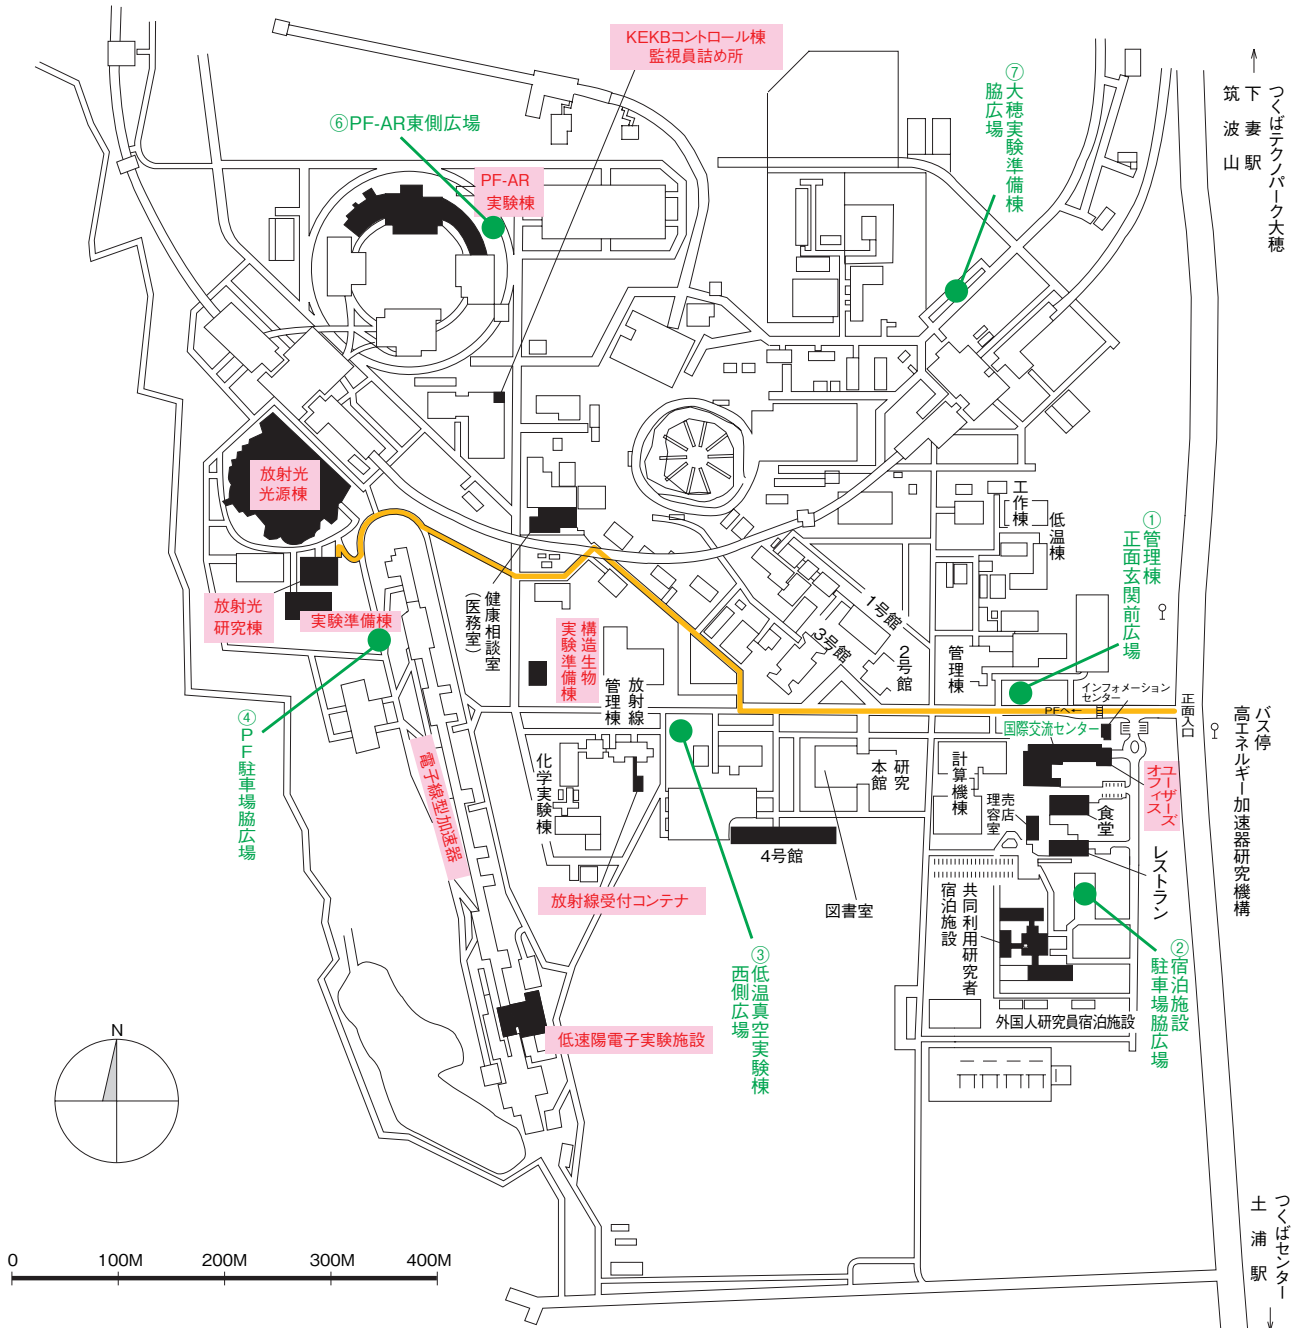 KEKBコントロール棟
監視員詰め所
⑥PF-AR東側広場
PF-AR
実験棟
⑦大穂実験準備棟
脇広場
つくばテクノパーク大穂
下妻駅
筑波山
放射光
光源棟
放射光
研究棟
実験準備棟
健康相談室
（医務室）
構造生物
実験準備棟
放射線
管理棟
1号館
3号館
2号館
管理棟
工作棟
低温棟
①管理棟
正面玄関前広場
インフォメーション
センター
PFへ←
正面入口
バス停
高エネルギー加速器研究機構
国際交流センター
ユーザーズ
オフィス
④PF駐車場脇広場
電子線型加速器
化学実験棟
放射線受付コンテナ
4号館
研究
本館
図書室
計算機棟
売店
理容室
食堂
レストラン
共同利用研究者
宿泊施設
②宿泊施設
駐車場脇広場
外国人研究員宿泊施設
③低温真空実験棟
西側広場
低速陽電子実験施設
N
0 100M 200M 300M 400M
つくばセンター
土浦駅